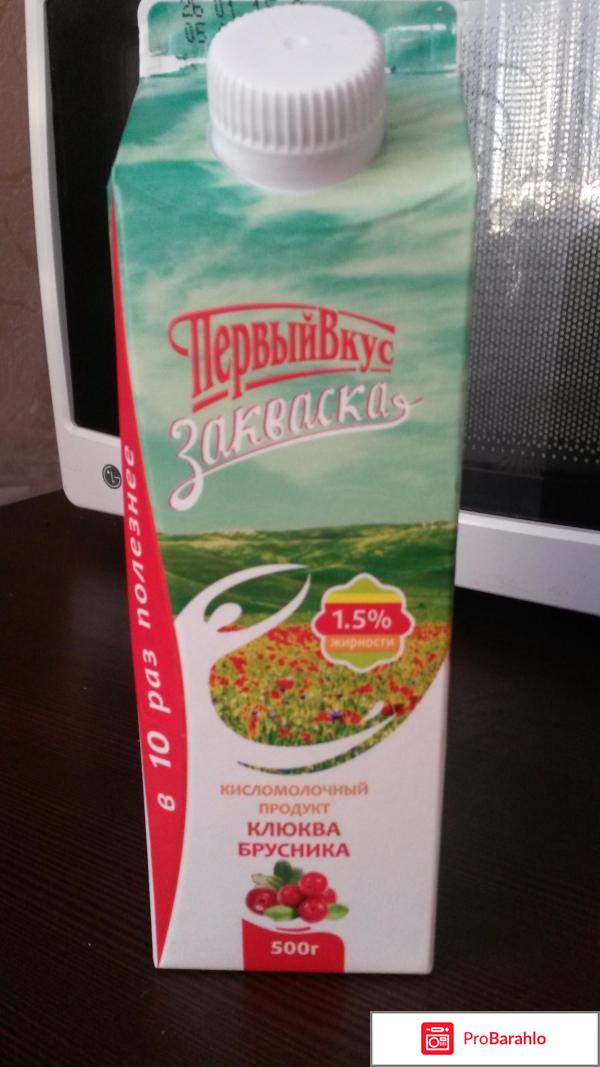 ПервыйВкус
Закваска
в 10 раз полезнее
1.5%
жирности
КИСЛОМОЛОЧНЫЙ
ПРОДУКТ
КЛЮКВА
БРУСНИКА
500г
LG
ProBarahlo